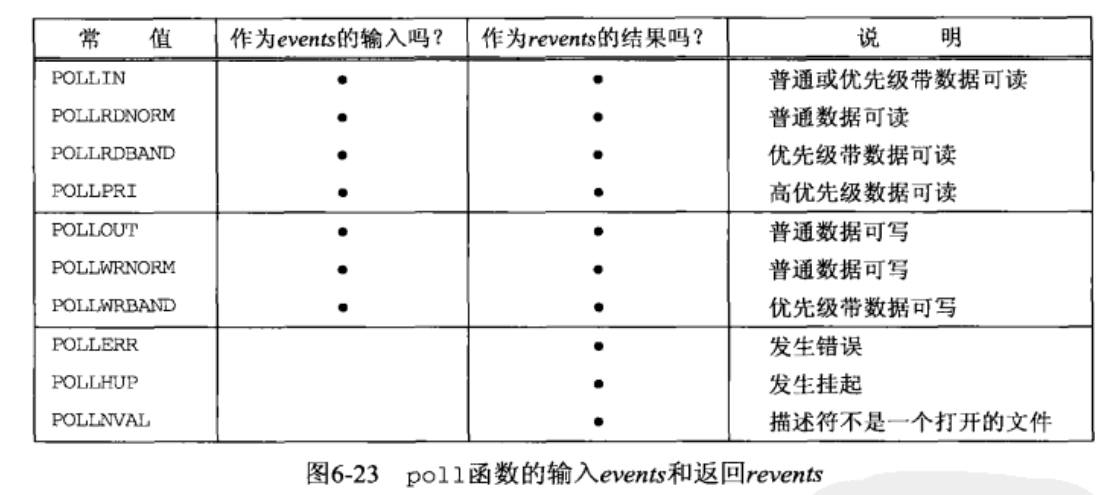 常 值 作为events的输入吗? 作为revents的结果吗? 说 明
POLLIN • • 普通或优先级带数据可读
POLLRDNORM • • 普通数据可读
POLLRDBAND • • 优先级带数据可读
POLLPRI • • 高优先级数据可读
POLLOUT • • 普通数据可写
POLLWRNORM • • 普通数据可写
POLLWRBAND • • 优先级带数据可写
POLLERR • 发生错误
POLLHUP • 发生挂起
POLLNVAL • 描述符不是一个打开的文件
图6-23 poll函数的输入events和返回revents